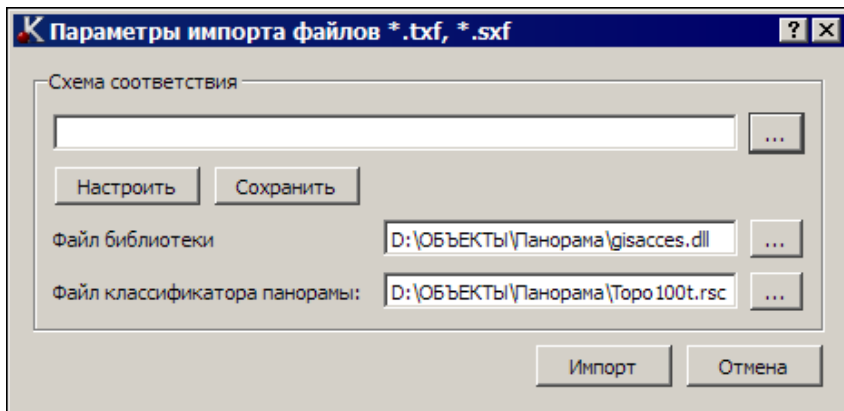 Параметры импорта файлов *.txf, *.sxf
Схема соответствия
...
Настроить Сохранить
Файл библиотеки D:\ОБЪЕКТЫ\Панорама\gisacces.dll ...
Файл классификатора панорамы: D:\ОБЪЕКТЫ\Панорама\Topo100t.rsc ...
Импорт Отмена